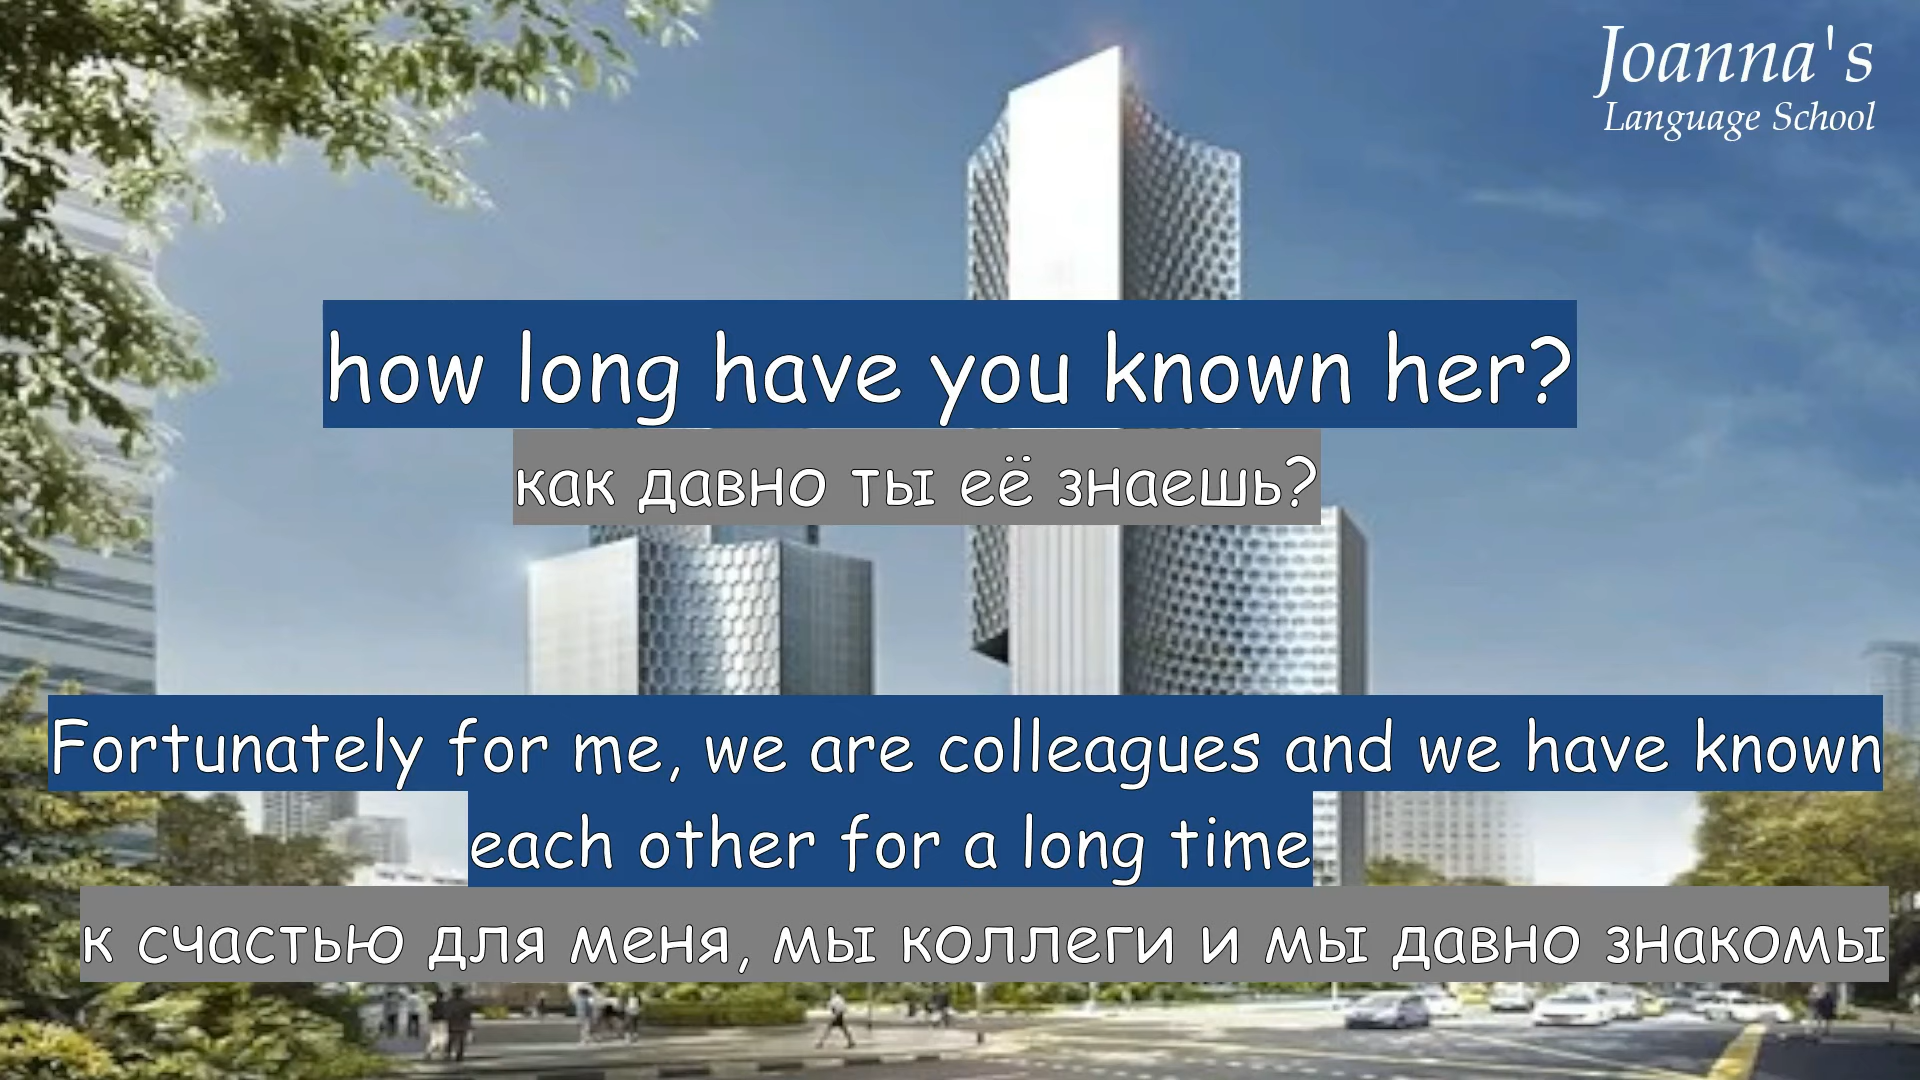 Joanna's
Language School
how long have you known her?
как давно ты её знаешь?
Fortunately for me, we are colleagues and we have known
each other for a long time
к счастью для меня, мы коллеги и мы давно знакомы